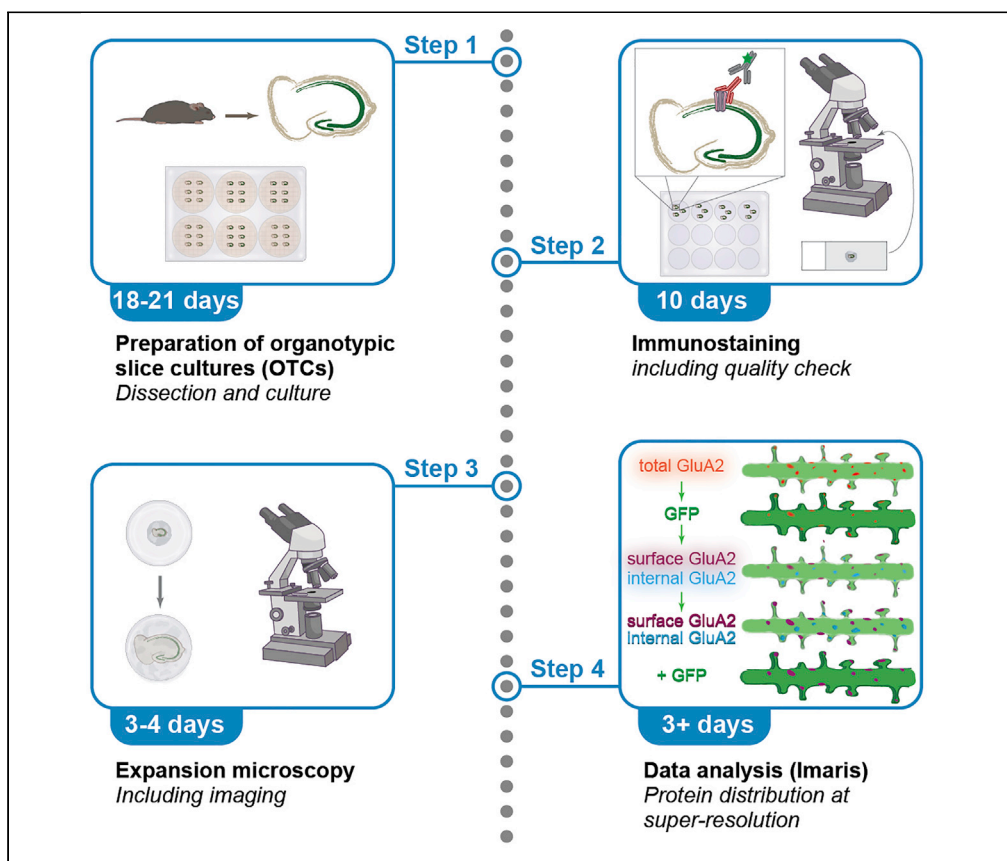 Step 1
18-21 days
Preparation of organotypic
slice cultures (OTCs)
Dissection and culture
Step 2
10 days
Immunostaining
including quality check
Step 3
3-4 days
Expansion microscopy
Including imaging
Step 4
total GluA2
GFP
surface GluA2
internal GluA2
surface GluA2
Internal GluA2
+ GFP
3+ days
Data analysis (Imaris)
Protein distribution at
super-resolution